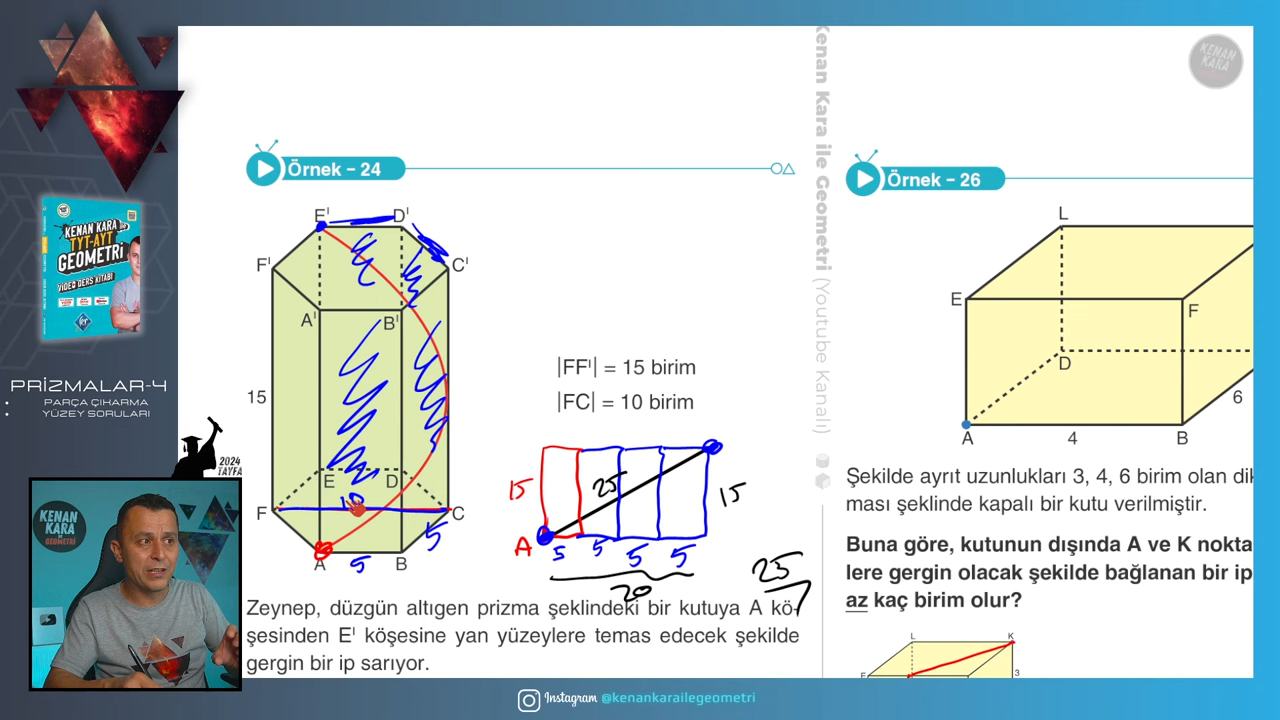 KENAN KARA
TYT-AYT
GEOMETRİ
VİDEO DERS KİTABI
PRİZMALAR-4
PARÇA ÇIKARMA
YÜZEY SORULARI
2024
TAYFA
KENAN
KARA
GEOMETRİ
Örnek – 24
E' D'
F' C'
A' B'
15
E D
10
F C
5
A 5 B
|FF'| = 15 birim
|FC| = 10 birim
15 25 15
A 5 5 5 5
20
25
Zeynep, düzgün altıgen prizma şeklindeki bir kutuya A kö-
şesinden E' köşesine yan yüzeylere temas edecek şekilde
gergin bir ip sarıyor.
Kenan Kara ile Geometri (Youtube Kanalı)
KENAN
KARA
Örnek – 26
L
E F
D
6
A 4 B
Şekilde ayrıt uzunlukları 3, 4, 6 birim olan dik
ması şeklinde kapalı bir kutu verilmiştir.
Buna göre, kutunun dışında A ve K nokta
lere gergin olacak şekilde bağlanan bir ip
az kaç birim olur?
L K
E 3
Instagram @kenankarailegeometri